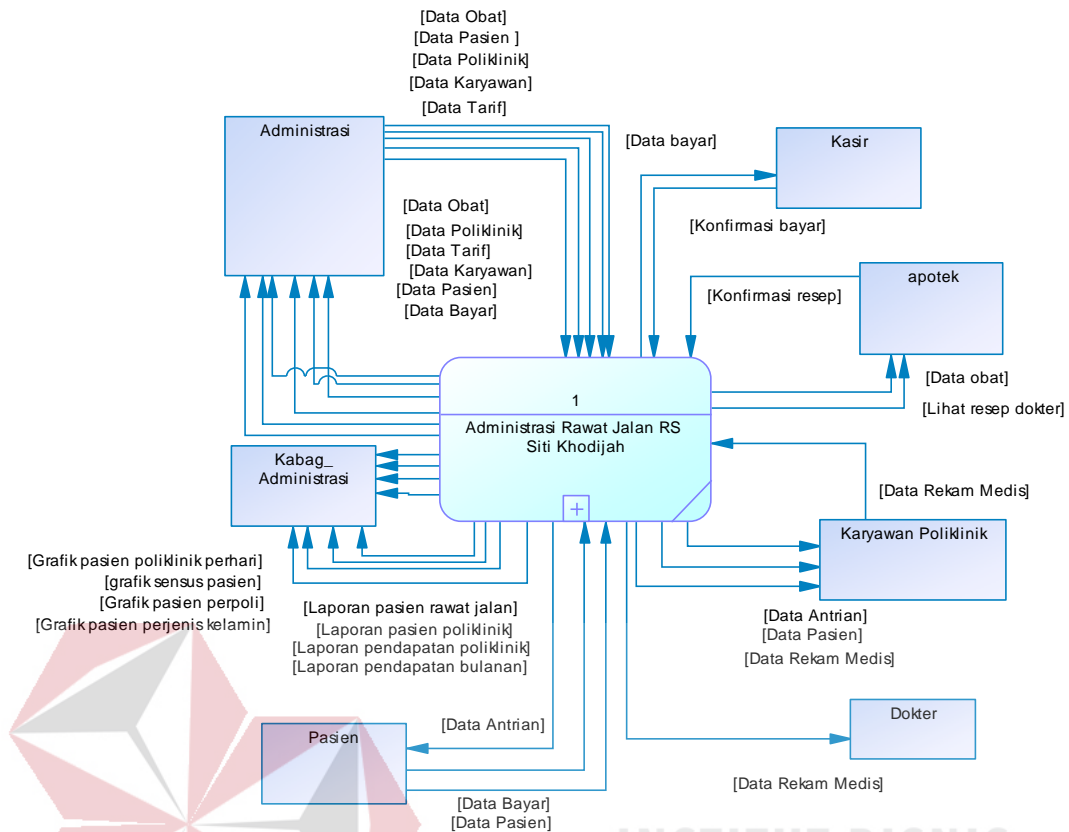 [Data Obat]
[Data Pasien ]
[Data Poliklinik]
[Data Karyawan]
[Data Tarif]
Administrasi
[Data bayar]
Kasir
[Konfirmasi bayar]
[Data Obat]
[Data Poliklinik]
[Data Tarif]
[Data Karyawan]
[Data Pasien]
[Data Bayar]
apotek
[Konfirmasi resep]
[Data obat]
[Lihat resep dokter]
1
Administrasi Rawat Jalan RS
Siti Khodijah
Kabag_
Administrasi
[Data Rekam Medis]
Karyawan Poliklinik
[Grafik pasien poliklinik perhari]
[grafik sensus pasien]
[Grafik pasien perpoli]
[Grafik pasien perjenis kelamin]
[Laporan pasien rawat jalan]
[Laporan pasien poliklinik]
[Laporan pendapatan poliklinik]
[Laporan pendapatan bulanan]
[Data Antrian]
[Data Pasien]
[Data Rekam Medis]
Pasien
[Data Antrian]
Dokter
[Data Rekam Medis]
[Data Bayar]
[Data Pasien]